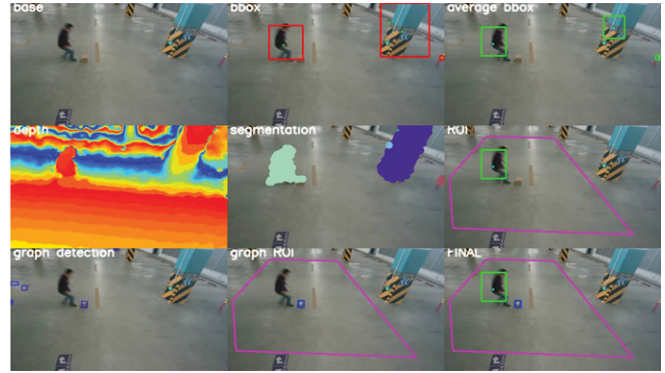 base
bbox
average bbox
depth
segmentation
ROI
graph detection
graph ROI
FINAL